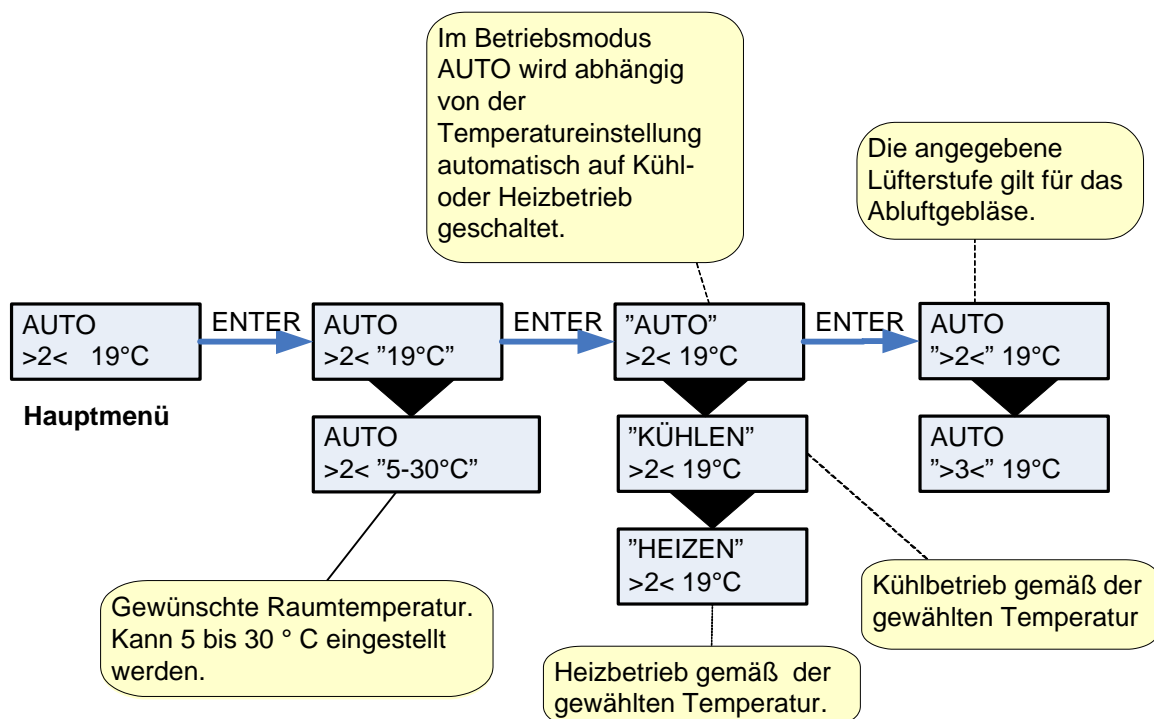 Im Betriebsmodus
AUTO wird abhängig
von der
Temperatureinstellung
automatisch auf Kühl-
oder Heizbetrieb
geschaltet.
Die angegebene
Lüfterstufe gilt für das
Abluftgebläse.
AUTO
>2< 19°C
ENTER
AUTO
>2< ”19°C”
ENTER
”AUTO”
>2< 19°C
ENTER
AUTO
”>2<” 19°C
Hauptmenü
AUTO
>2< ”5-30°C”
”KÜHLEN”
>2< 19°C
AUTO
”>3<” 19°C
”HEIZEN”
>2< 19°C
Gewünschte Raumtemperatur.
Kann 5 bis 30 ° C eingestellt
werden.
Kühlbetrieb gemäß der
gewählten Temperatur
Heizbetrieb gemäß der
gewählten Temperatur.